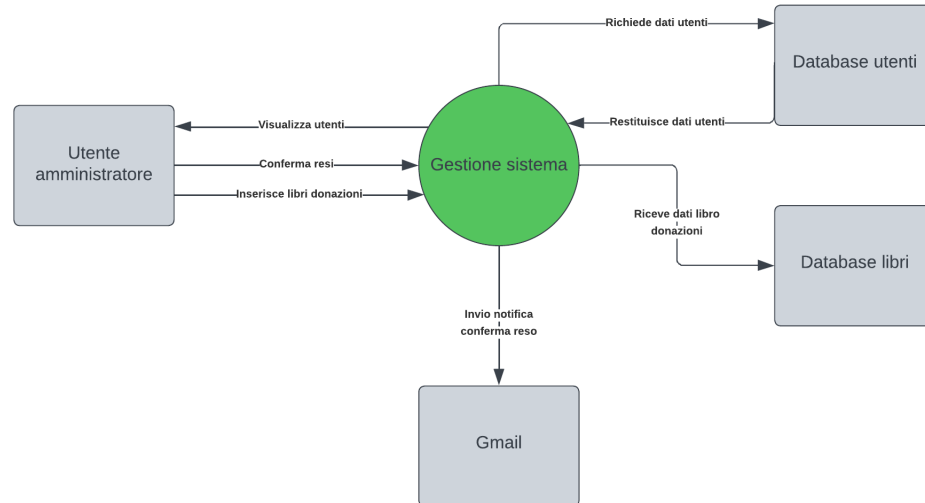 Richiede dati utenti
Database utenti
Visualizza utenti
Restituisce dati utenti
Utente
amministratore
Conferma resi
Gestione sistema
Inserisce libri donazioni
Riceve dati libro
donazioni
Database libri
Invio notifica
conferma reso
Gmail